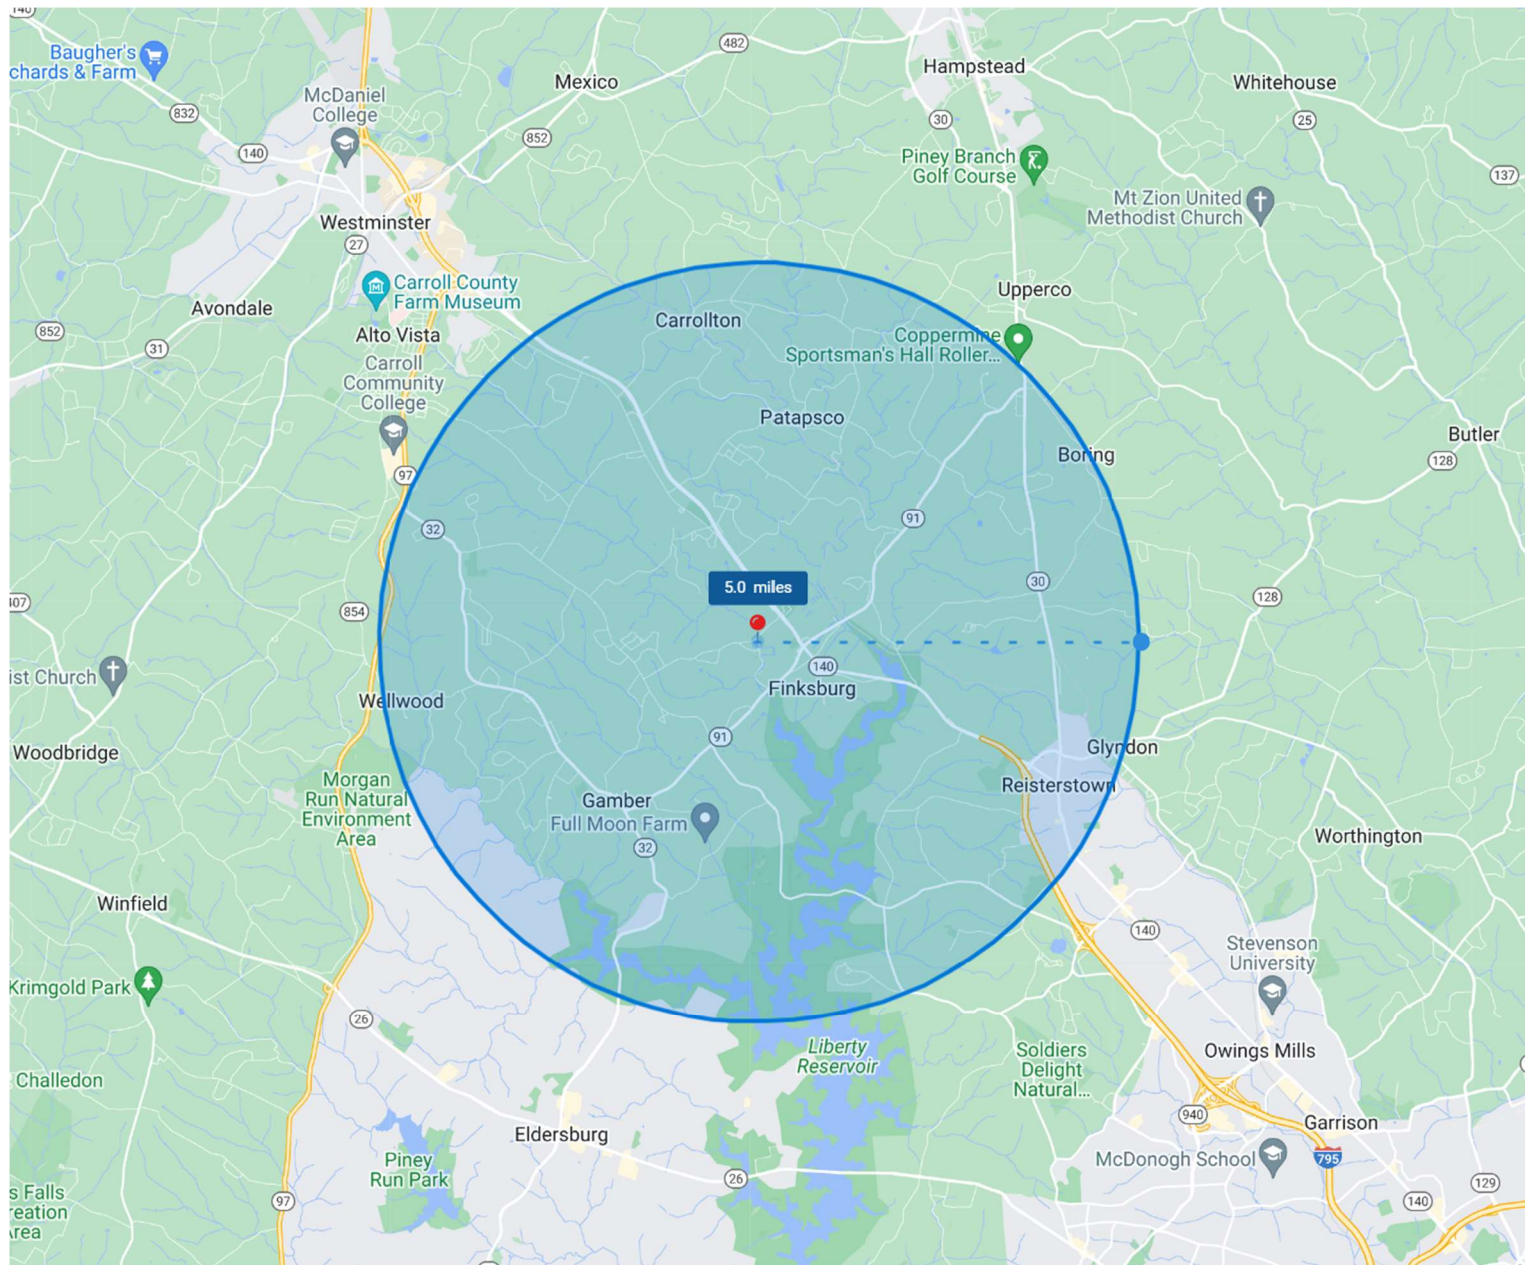 140
482
Baugher's
chards & Farm
Mexico
Hampstead
Whitehouse
McDaniel
College
832
30
25
852
140
Piney Branch
Golf Course
137
Mt Zion United
Methodist Church
Westminster
27
Carroll County
Farm Museum
Upperco
Avondale
Carrollton
852
Alto Vista
Coppermine
Sportsman's Hall Roller...
31
Carroll
Community
College
Patapsco
Butler
Boring
128
97
32
91
5.0 miles
30
407
854
128
140
ist Church
Finksburg
Wellwood
91
Woodbridge
Glyndon
Morgan
Run Natural
Environment
Area
Reisterstown
Gamber
Full Moon Farm
32
Worthington
Winfield
140
Stevenson
University
Krimgold Park
26
Liberty
Reservoir
Soldiers
Delight
Natural...
Owings Mills
Challedon
940
Eldersburg
Garrison
Piney
Run Park
McDonogh School
795
26
s Falls
reation
Area
97
129
140